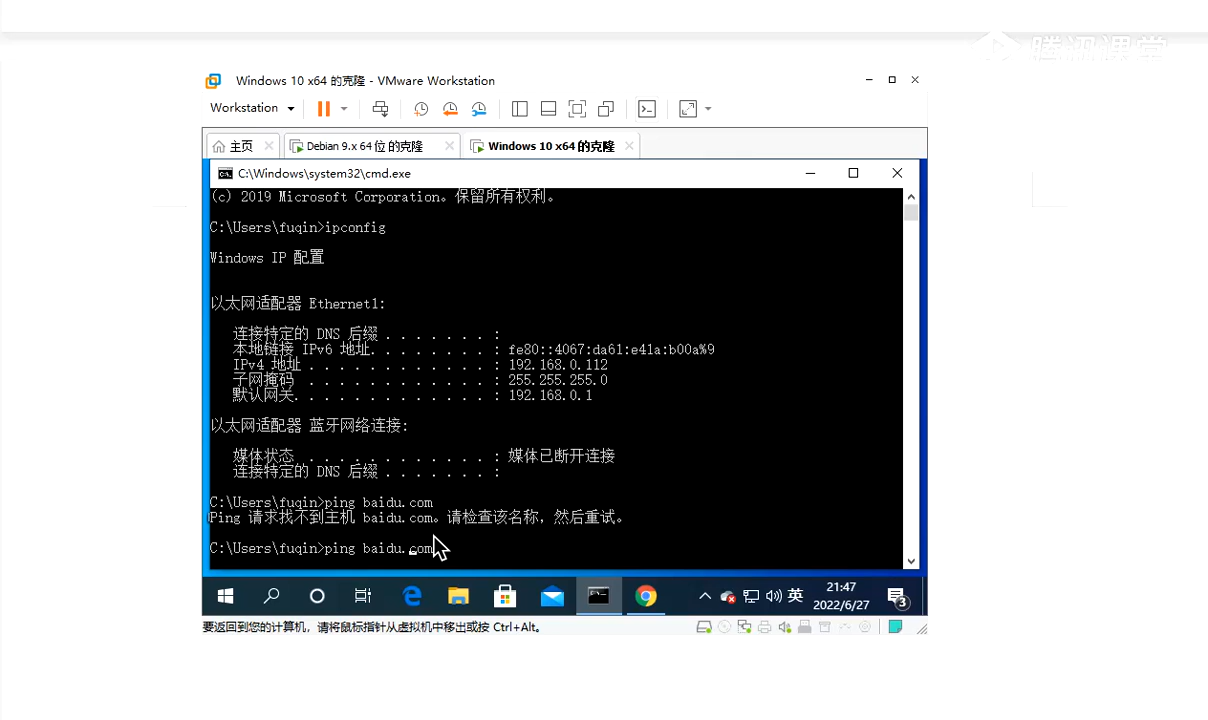 腾讯课堂
Windows 10 x64 的克隆 - VMware Workstation
Workstation
主页 Debian 9.x 64 位的克隆 Windows 10 x64 的克隆
C:\Windows\system32\cmd.exe
(c) 2019 Microsoft Corporation。保留所有权利。
C:\Users\fuqin>ipconfig
Windows IP 配置
以太网适配器 Ethernet1:
连接特定的 DNS 后缀 . . . . . . . :
本地链接 IPv6 地址. . . . . . . . : fe80::4067:da61:e41a:b00a%9
IPv4 地址 . . . . . . . . . . . . : 192.168.0.112
子网掩码 . . . . . . . . . . . . : 255.255.255.0
默认网关. . . . . . . . . . . . . : 192.168.0.1
以太网适配器 蓝牙网络连接:
媒体状态 . . . . . . . . . . . . : 媒体已断开连接
连接特定的 DNS 后缀 . . . . . . . :
C:\Users\fuqin>ping baidu.com
Ping 请求找不到主机 baidu.com。请检查该名称，然后重试。
C:\Users\fuqin>ping baidu.com
英 21:47
2022/6/27 3
要返回到您的计算机，请将鼠标指针从虚拟机中移出或按 Ctrl+Alt。